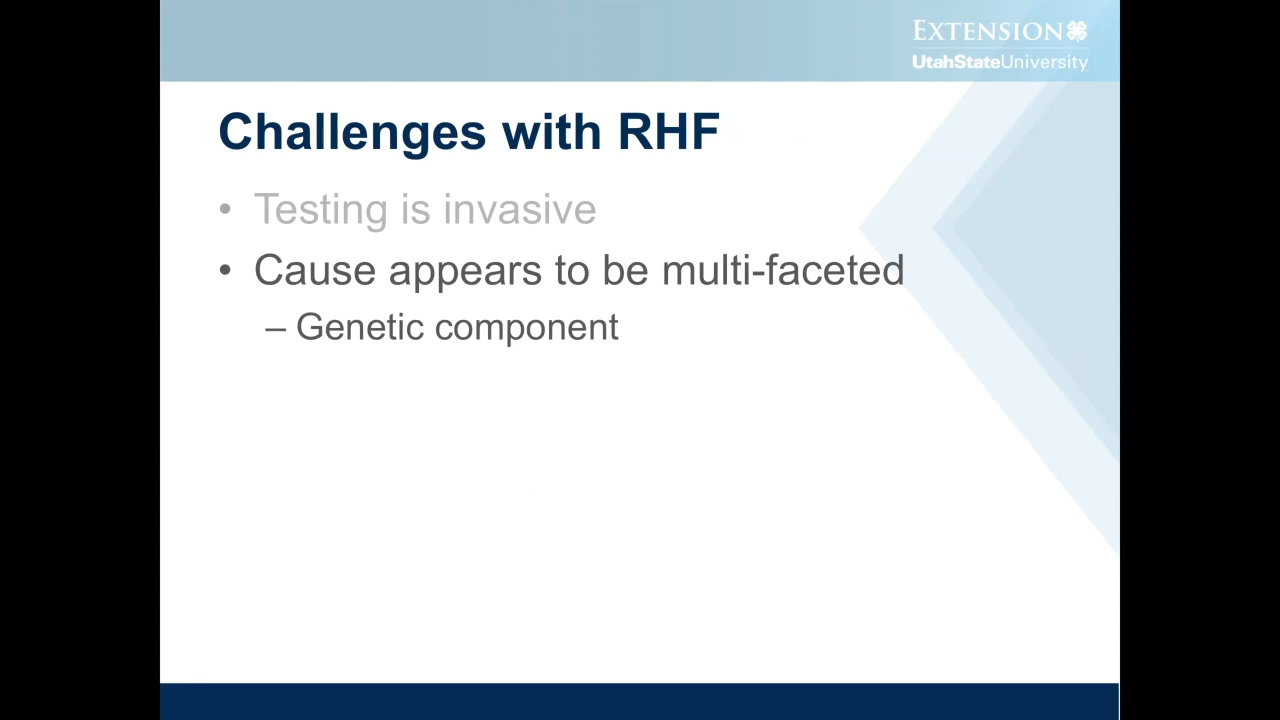 EXTENSION
UtahStateUniversity
Challenges with RHF
• Testing is invasive
• Cause appears to be multi-faceted
– Genetic component